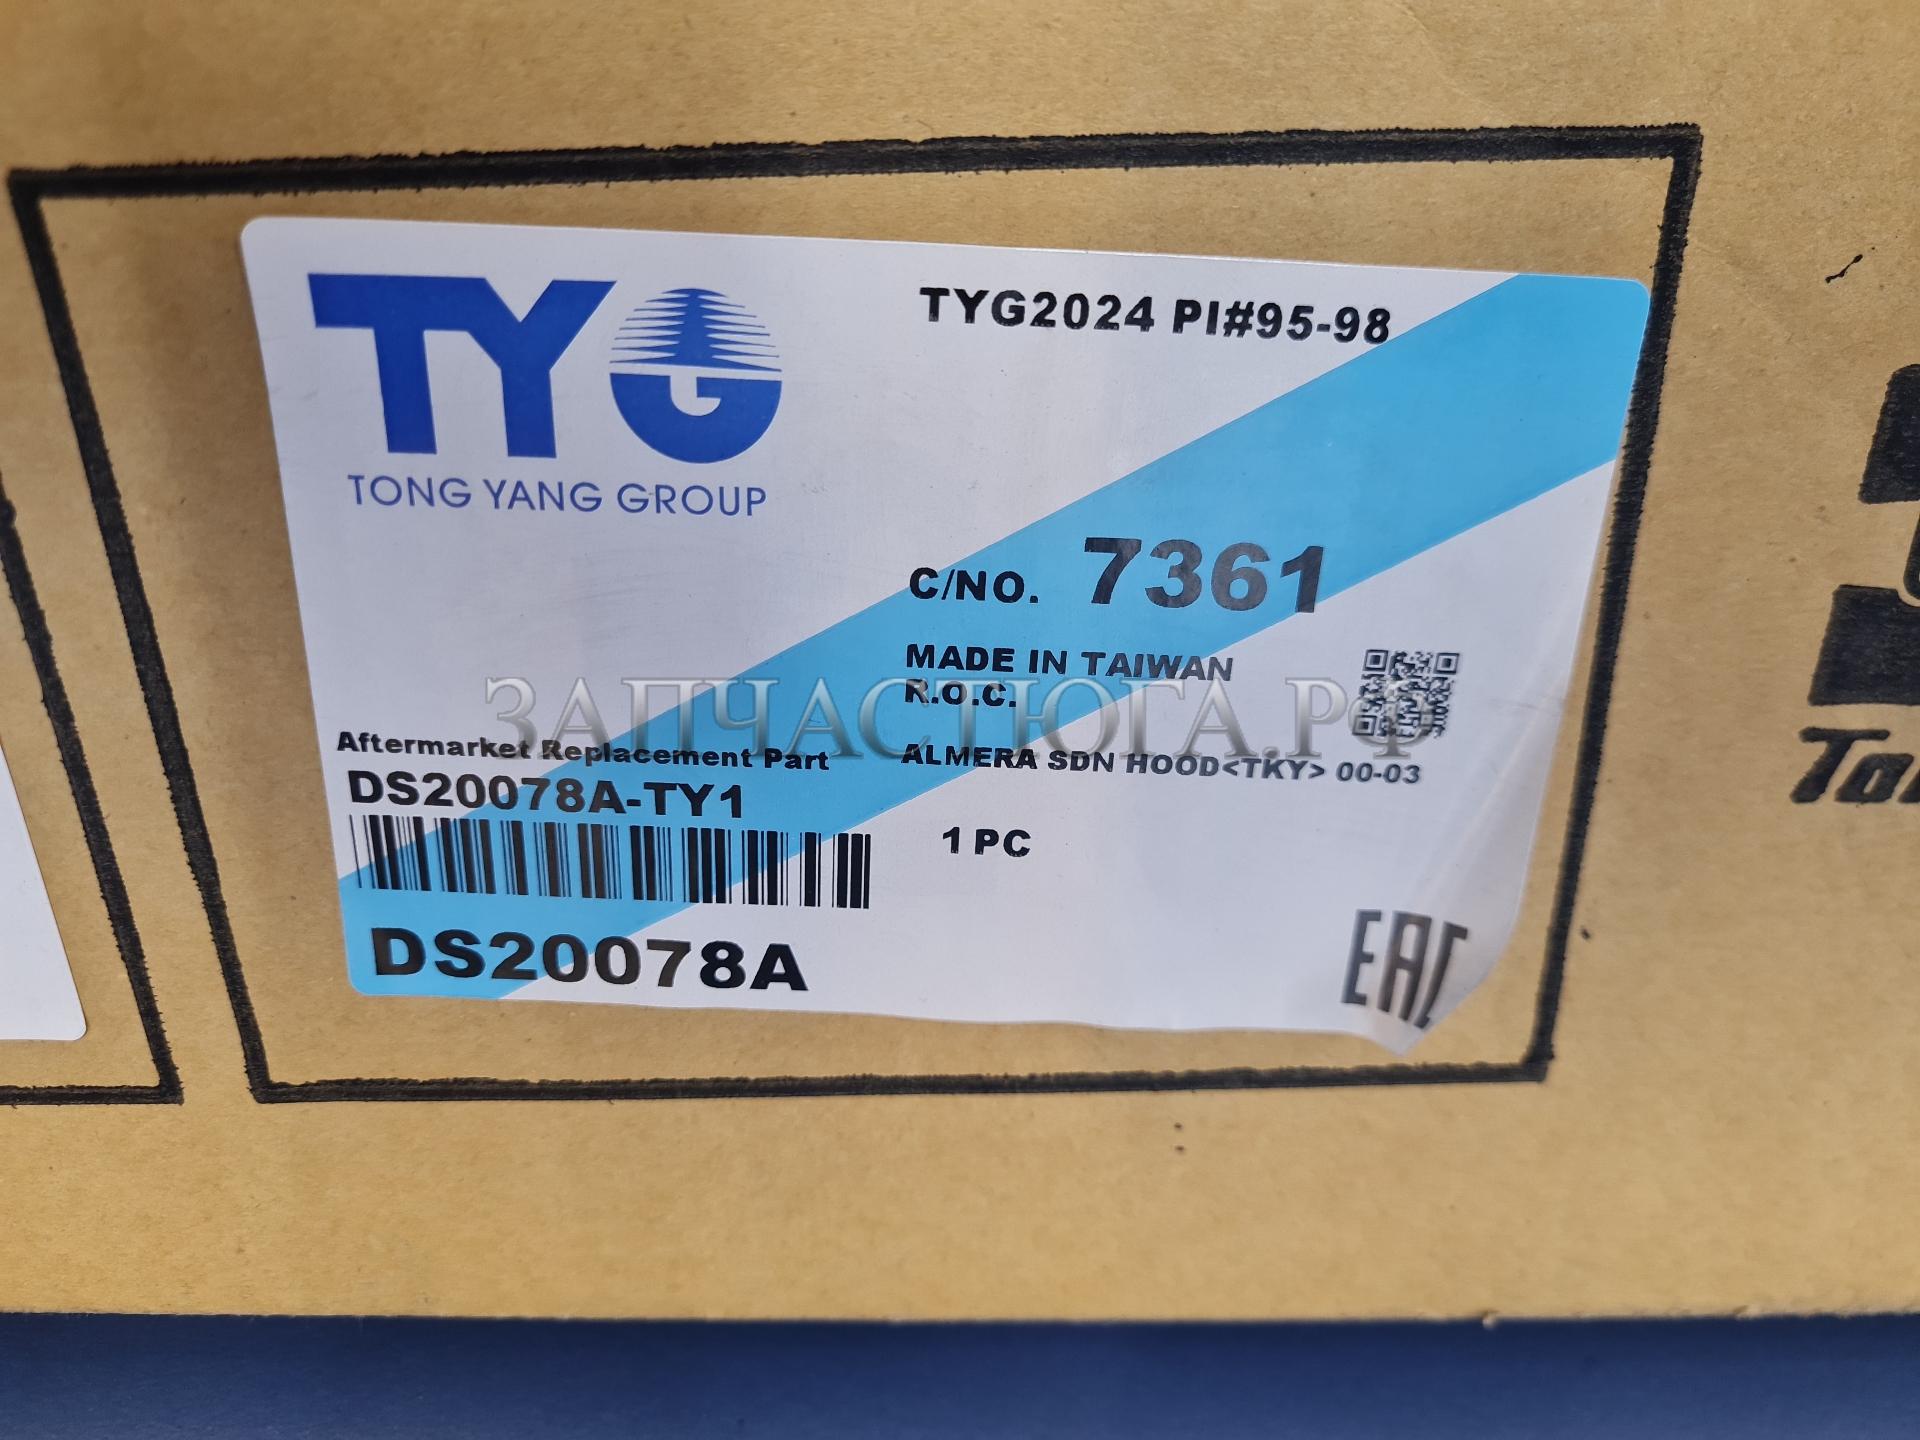 TYG
TONG YANG GROUP
TYG2024 PI#95-98
C/NO. 7361
MADE IN TAIWAN
R.O.C.
ЗАПЧАСТЮГА.РФ
Aftermarket Replacement Part
DS20078A-TY1
ALMERA SDN HOOD<TKY> 00-03
1 PC
DS20078A
EAC